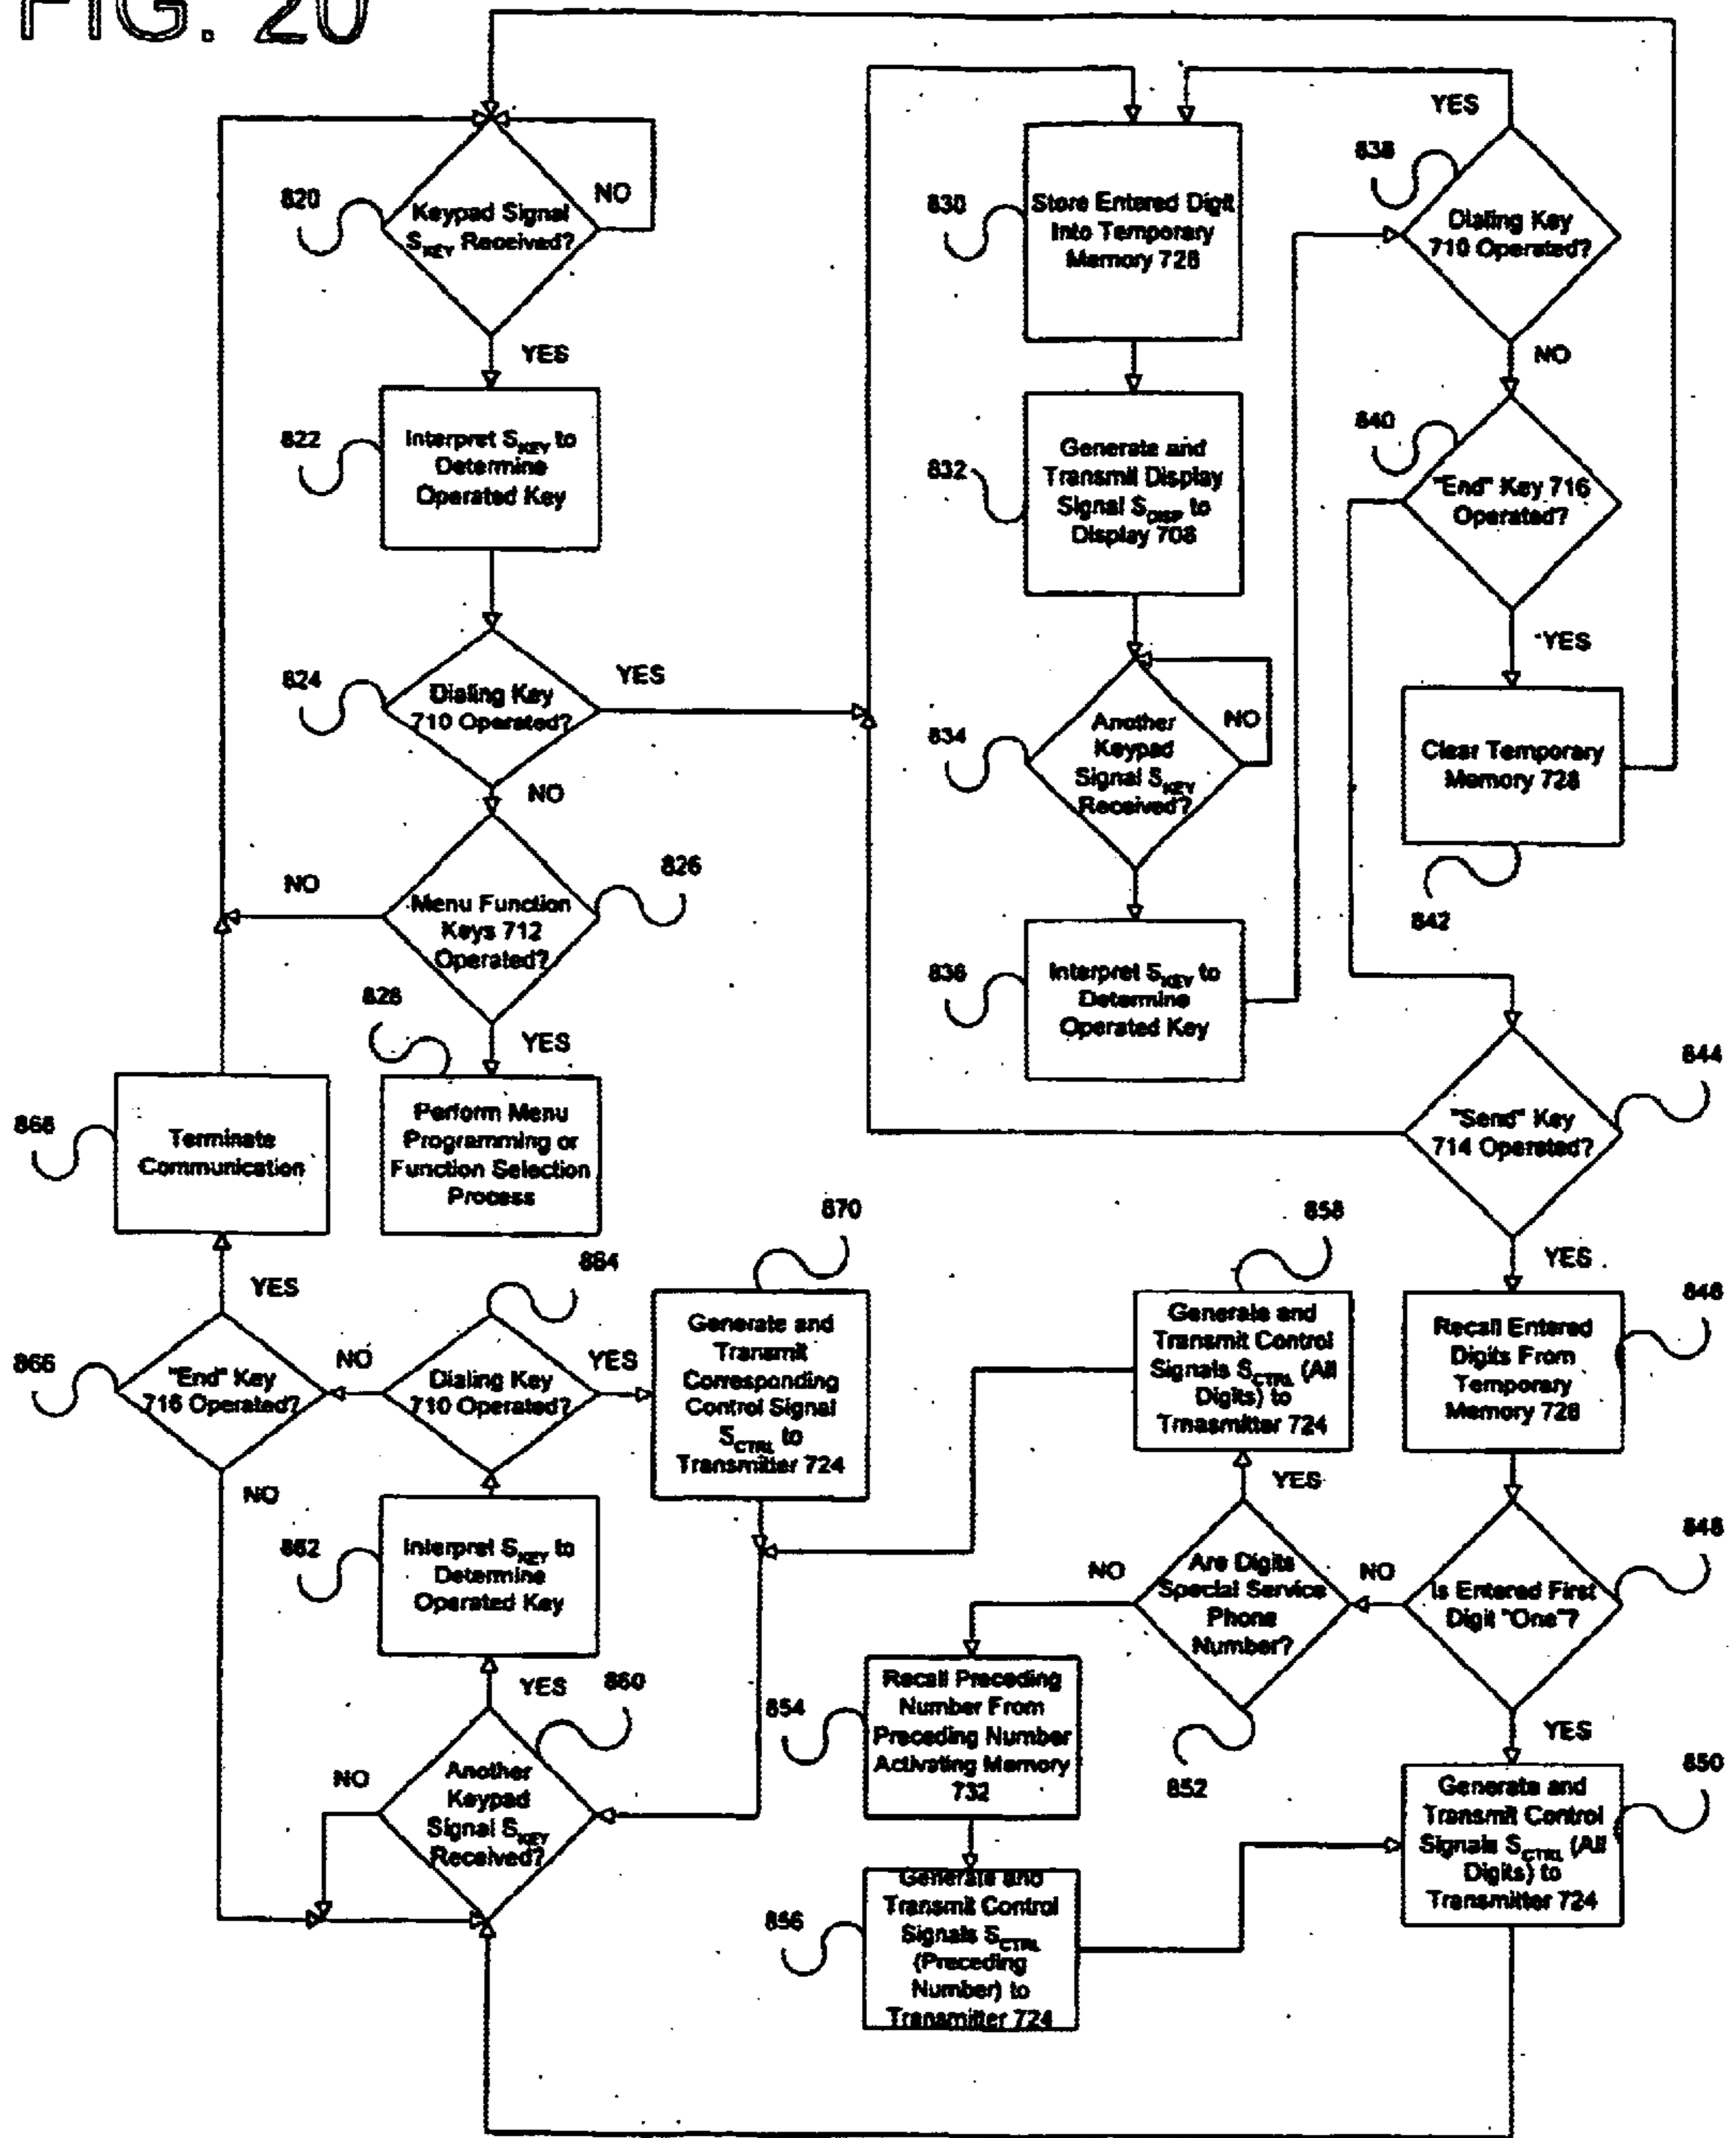 FIG. 20
820
Keypad Signal
S_KEY Received?
NO
YES
822
Interpret S_KEY to
Determine
Operated Key
824
Dialing Key
710 Operated?
YES
NO
826
Menu Function
Keys 712
Operated?
NO
YES
828
Perform Menu
Programming or
Function Selection
Process
830
Store Entered Digit
Into Temporary
Memory 728
832
Generate and
Transmit Display
Signal S_DISP to
Display 708
834
Another
Keypad
Signal S_KEY
Received?
NO
836
Interpret S_KEY to
Determine
Operated Key
838
YES
Dialing Key
710 Operated?
NO
840
"End" Key 716
Operated?
YES
Clear Temporary
Memory 728
842
844
"Send" Key
714 Operated?
YES
846
Recall Entered
Digits From
Temporary
Memory 728
848
Is Entered First
Digit "One"?
NO
YES
850
Generate and
Transmit Control
Signals S_CTRL (All
Digits) to
Transmitter 724
852
Are Digits
Special Service
Phone
Number?
NO
YES
858
Generate and
Transmit Control
Signals S_CTRL (All
Digits) to
Trnasmitter 724
854
Recall Preceding
Number From
Preceding Number
Activating Memory
732
856
Generate and
Transmit Control
Signals S_CTRL
(Preceding
Number) to
Transmitter 724
860
Another
Keypad
Signal S_KEY
Received?
NO
YES
862
Interpret S_KEY to
Determine
Operated Key
864
Dialing Key
710 Operated?
NO
YES
870
Generate and
Transmit
Corresponding
Control Signal
S_CTRL to
Transmitter 724
866
"End" Key
716 Operated?
YES
NO
868
Terminate
Communication